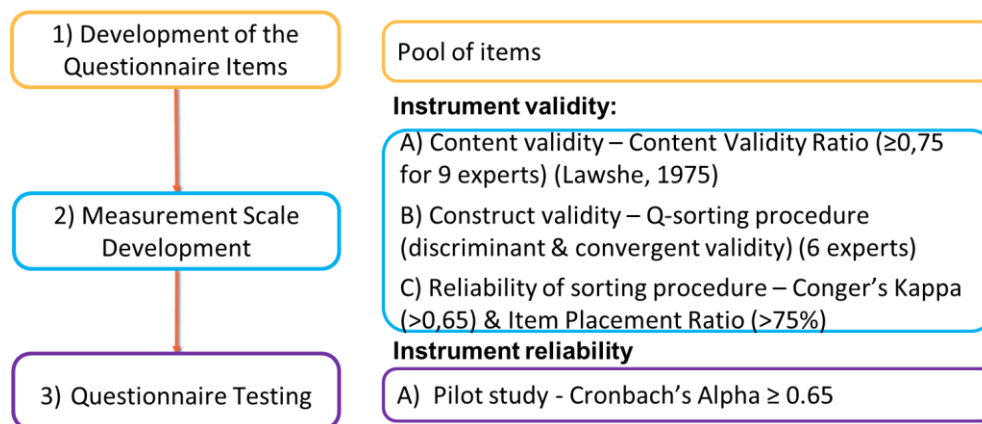 1) Development of the
Questionnaire Items
Pool of items
Instrument validity:
A) Content validity – Content Validity Ratio (≥0,75
for 9 experts) (Lawshe, 1975)
2) Measurement Scale
Development
B) Construct validity – Q-sorting procedure
(discriminant & convergent validity) (6 experts)
C) Reliability of sorting procedure – Conger's Kappa
(>0,65) & Item Placement Ratio (>75%)
Instrument reliability
3) Questionnaire Testing
A) Pilot study - Cronbach's Alpha ≥ 0.65